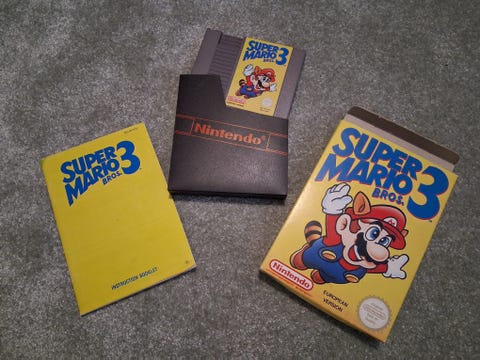 SUPER
MARIO 3
BROS.
Nintendo®
SUPER
MARIO 3
BROS.
INSTRUCTION BOOKLET
SUPER
MARIO 3
BROS.
Nintendo
EUROPEAN
VERSION